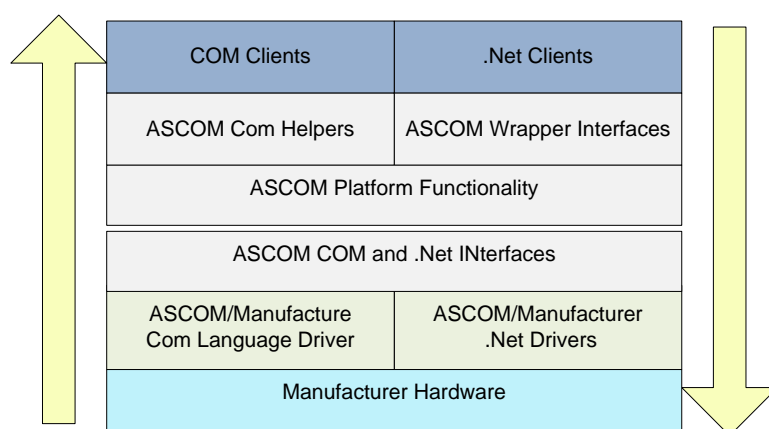 COM Clients
.Net Clients
ASCOM Com Helpers
ASCOM Wrapper Interfaces
ASCOM Platform Functionality
ASCOM COM and .Net INterfaces
ASCOM/Manufacture
Com Language Driver
ASCOM/Manufacturer
.Net Drivers
Manufacturer Hardware